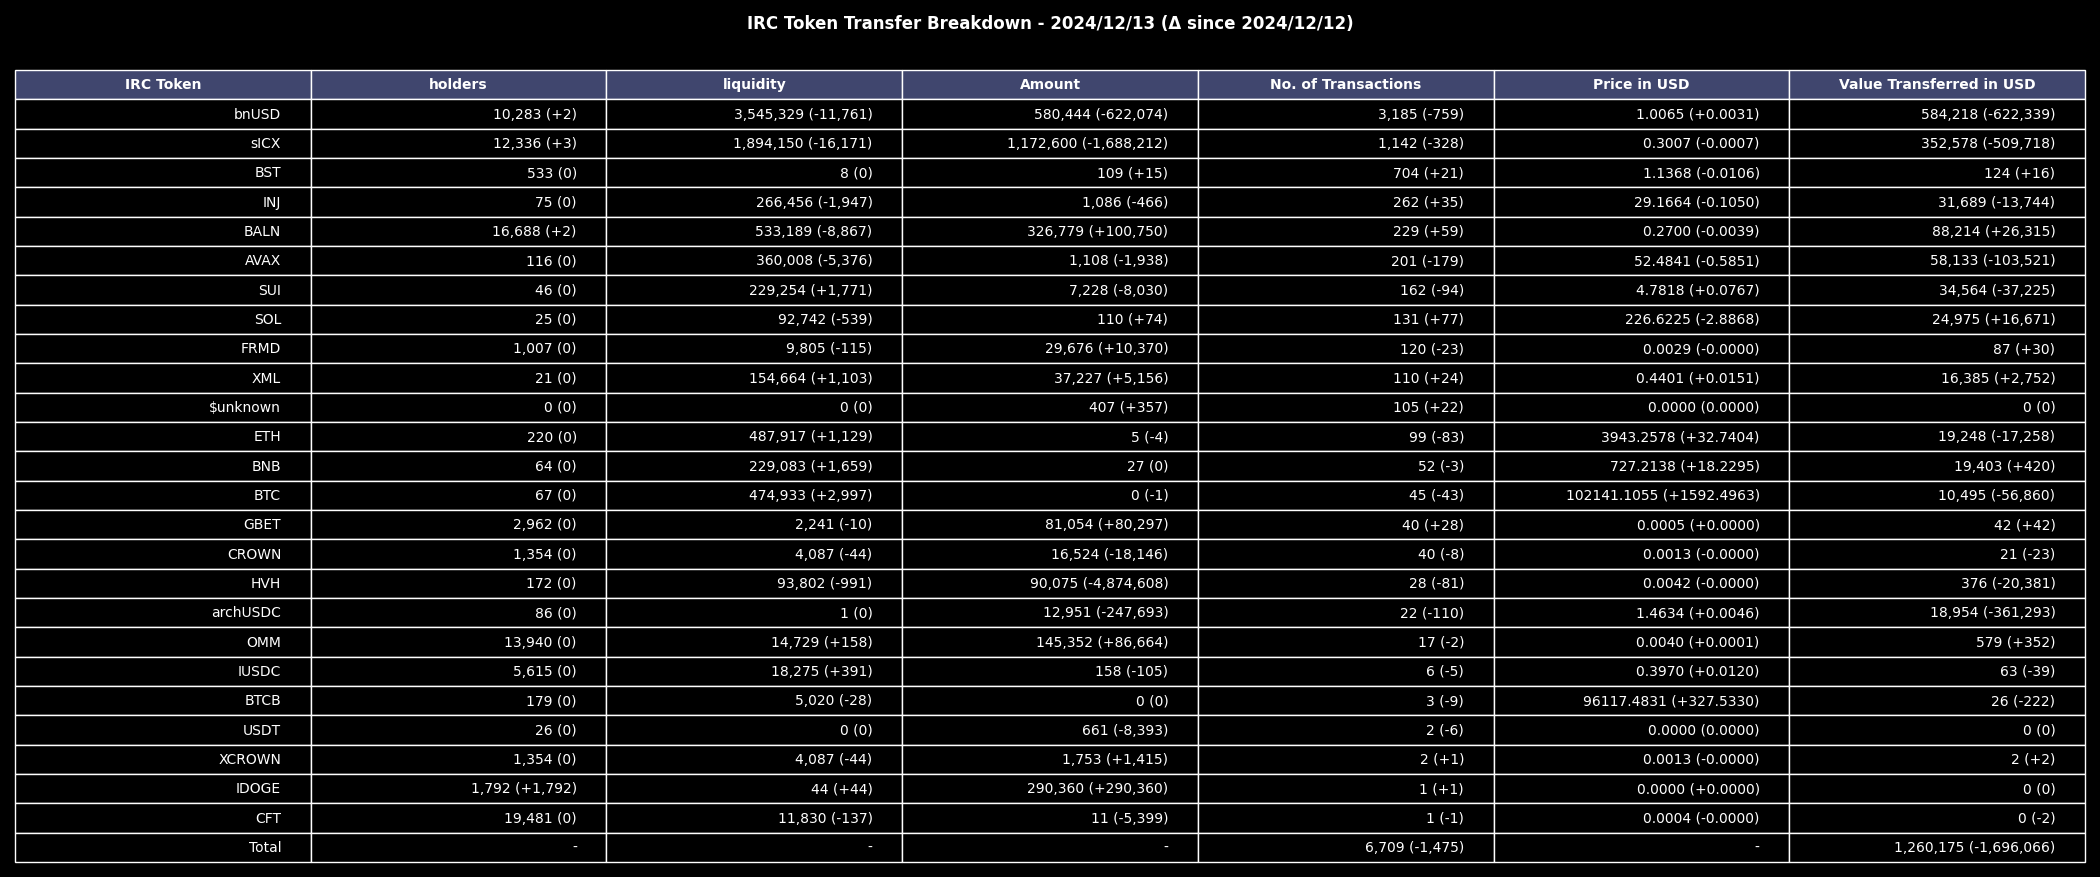 IRC Token Transfer Breakdown - 2024/12/13 (Δ since 2024/12/12)
IRC Token holders liquidity Amount No. of Transactions Price in USD Value Transferred in USD
bnUSD 10,283 (+2) 3,545,329 (-11,761) 580,444 (-622,074) 3,185 (-759) 1.0065 (+0.0031) 584,218 (-622,339)
sICX 12,336 (+3) 1,894,150 (-16,171) 1,172,600 (-1,688,212) 1,142 (-328) 0.3007 (-0.0007) 352,578 (-509,718)
BST 533 (0) 8 (0) 109 (+15) 704 (+21) 1.1368 (-0.0106) 124 (+16)
INJ 75 (0) 266,456 (-1,947) 1,086 (-466) 262 (+35) 29.1664 (-0.1050) 31,689 (-13,744)
BALN 16,688 (+2) 533,189 (-8,867) 326,779 (+100,750) 229 (+59) 0.2700 (-0.0039) 88,214 (+26,315)
AVAX 116 (0) 360,008 (-5,376) 1,108 (-1,938) 201 (-179) 52.4841 (-0.5851) 58,133 (-103,521)
SUI 46 (0) 229,254 (+1,771) 7,228 (-8,030) 162 (-94) 4.7818 (+0.0767) 34,564 (-37,225)
SOL 25 (0) 92,742 (-539) 110 (+74) 131 (+77) 226.6225 (-2.8868) 24,975 (+16,671)
FRMD 1,007 (0) 9,805 (-115) 29,676 (+10,370) 120 (-23) 0.0029 (-0.0000) 87 (+30)
XML 21 (0) 154,664 (+1,103) 37,227 (+5,156) 110 (+24) 0.4401 (+0.0151) 16,385 (+2,752)
$unknown 0 (0) 0 (0) 407 (+357) 105 (+22) 0.0000 (0.0000) 0 (0)
ETH 220 (0) 487,917 (+1,129) 5 (-4) 99 (-83) 3943.2578 (+32.7404) 19,248 (-17,258)
BNB 64 (0) 229,083 (+1,659) 27 (0) 52 (-3) 727.2138 (+18.2295) 19,403 (+420)
BTC 67 (0) 474,933 (+2,997) 0 (-1) 45 (-43) 102141.1055 (+1592.4963) 10,495 (-56,860)
GBET 2,962 (0) 2,241 (-10) 81,054 (+80,297) 40 (+28) 0.0005 (+0.0000) 42 (+42)
CROWN 1,354 (0) 4,087 (-44) 16,524 (-18,146) 40 (-8) 0.0013 (-0.0000) 21 (-23)
HVH 172 (0) 93,802 (-991) 90,075 (-4,874,608) 28 (-81) 0.0042 (-0.0000) 376 (-20,381)
archUSDC 86 (0) 1 (0) 12,951 (-247,693) 22 (-110) 1.4634 (+0.0046) 18,954 (-361,293)
OMM 13,940 (0) 14,729 (+158) 145,352 (+86,664) 17 (-2) 0.0040 (+0.0001) 579 (+352)
IUSDC 5,615 (0) 18,275 (+391) 158 (-105) 6 (-5) 0.3970 (+0.0120) 63 (-39)
BTCB 179 (0) 5,020 (-28) 0 (0) 3 (-9) 96117.4831 (+327.5330) 26 (-222)
USDT 26 (0) 0 (0) 661 (-8,393) 2 (-6) 0.0000 (0.0000) 0 (0)
XCROWN 1,354 (0) 4,087 (-44) 1,753 (+1,415) 2 (+1) 0.0013 (-0.0000) 2 (+2)
IDOGE 1,792 (+1,792) 44 (+44) 290,360 (+290,360) 1 (+1) 0.0000 (+0.0000) 0 (0)
CFT 19,481 (0) 11,830 (-137) 11 (-5,399) 1 (-1) 0.0004 (-0.0000) 0 (-2)
Total - - - 6,709 (-1,475) - 1,260,175 (-1,696,066)